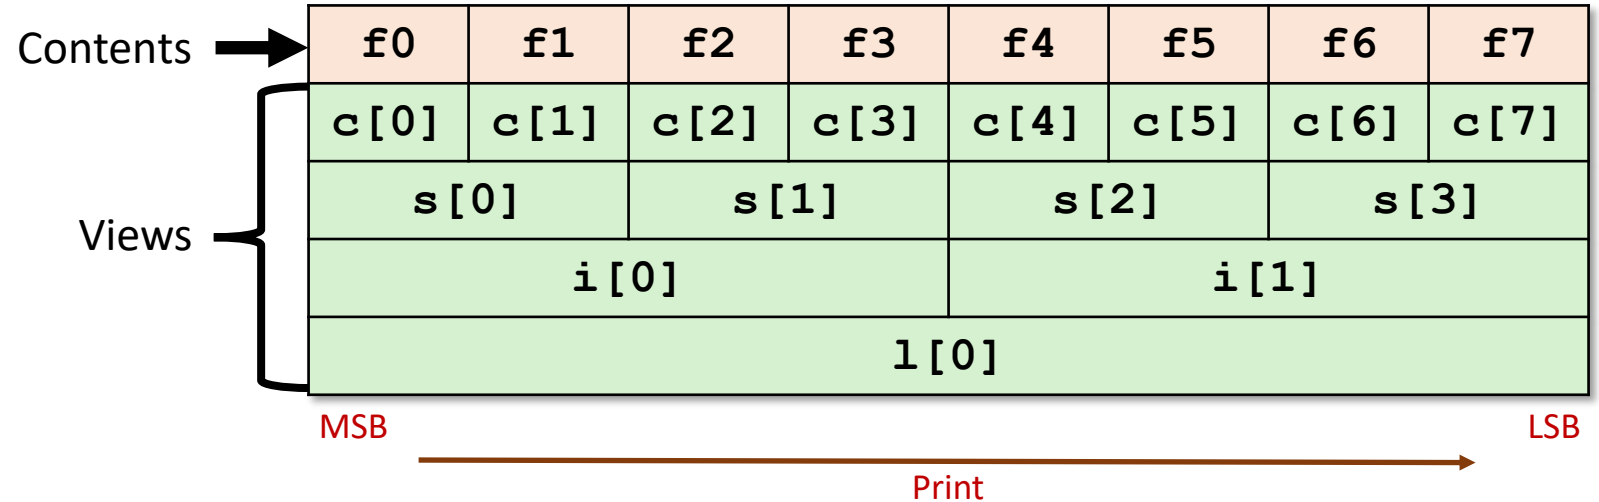 Contents f0 f1 f2 f3 f4 f5 f6 f7
c[0] c[1] c[2] c[3] c[4] c[5] c[6] c[7]
s[0] s[1] s[2] s[3]
Views
i[0] i[1]
l[0]
MSB LSB
Print